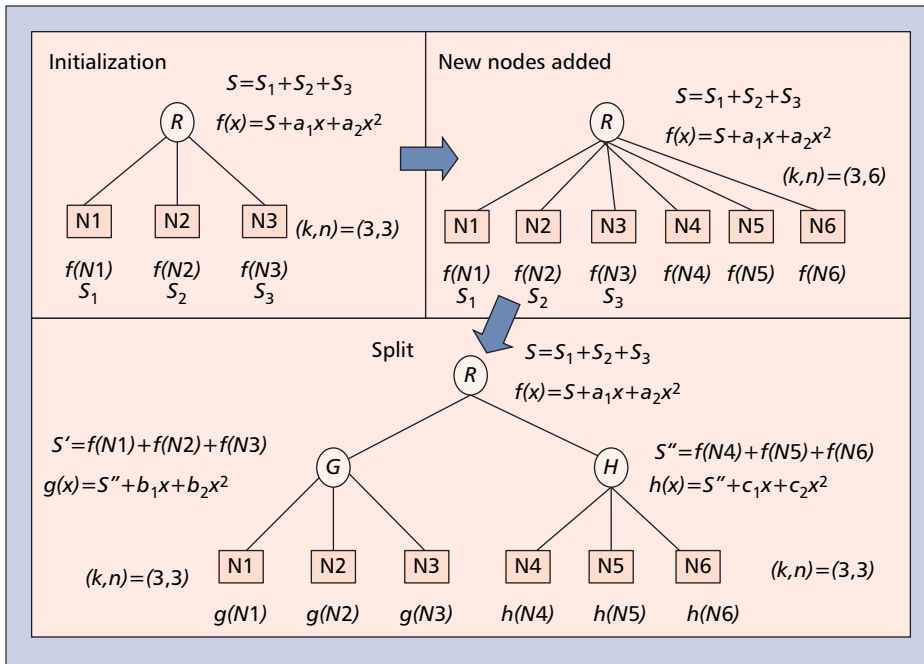 Initialization
S=S₁+S₂+S₃
R
f(x)=S+a₁x+a₂x²
N1 N2 N3
(k,n)=(3,3)
f(N1) f(N2) f(N3)
S₁ S₂ S₃
New nodes added
S=S₁+S₂+S₃
R
f(x)=S+a₁x+a₂x²
(k,n)=(3,6)
N1 N2 N3 N4 N5 N6
f(N1) f(N2) f(N3) f(N4) f(N5) f(N6)
S₁ S₂ S₃
Split
S=S₁+S₂+S₃
R
f(x)=S+a₁x+a₂x²
S′=f(N1)+f(N2)+f(N3)
G
g(x)=S″+b₁x+b₂x²
S″=f(N4)+f(N5)+f(N6)
H
h(x)=S″+c₁x+c₂x²
(k,n)=(3,3)
N1 N2 N3
N4 N5 N6
(k,n)=(3,3)
g(N1) g(N2) g(N3)
h(N4) h(N5) h(N6)